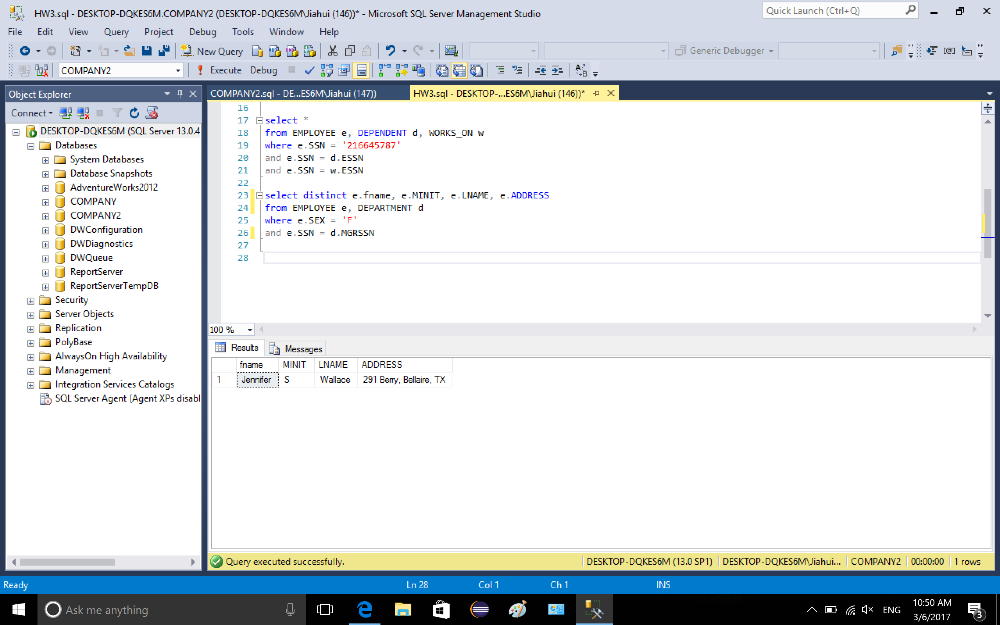 HW3.sql - DESKTOP-DQKES6M.COMPANY2 (DESKTOP-DQKES6M\Jiahui (146))* - Microsoft SQL Server Management Studio
Quick Launch (Ctrl+Q)
File Edit View Query Project Debug Tools Window Help
New Query
Generic Debugger
COMPANY2
Execute Debug
Object Explorer
Connect
DESKTOP-DQKES6M (SQL Server 13.0.4
Databases
System Databases
Database Snapshots
AdventureWorks2012
COMPANY
COMPANY2
DWConfiguration
DWDiagnostics
DWQueue
ReportServer
ReportServerTempDB
Security
Server Objects
Replication
PolyBase
AlwaysOn High Availability
Management
Integration Services Catalogs
SQL Server Agent (Agent XPs disabl
COMPANY2.sql - DE...ES6M\Jiahui (147))
HW3.sql - DESKTOP-...ES6M\Jiahui (146))*
16
17 select *
18 from EMPLOYEE e, DEPENDENT d, WORKS_ON w
19 where e.SSN = '216645787'
20 and e.SSN = d.ESSN
21 and e.SSN = w.ESSN
22
23 select distinct e.fname, e.MINIT, e.LNAME, e.ADDRESS
24 from EMPLOYEE e, DEPARTMENT d
25 where e.SEX = 'F'
26 and e.SSN = d.MGRSSN
27
28
100 %
Results Messages
fname MINIT LNAME ADDRESS
1 Jennifer S Wallace 291 Berry, Bellaire, TX
Query executed successfully.
DESKTOP-DQKES6M (13.0 SP1) DESKTOP-DQKES6M\Jiahui... COMPANY2 00:00:00 1 rows
Ready Ln 28 Col 1 Ch 1 INS
Ask me anything
ENG
10:50 AM
3/6/2017
3